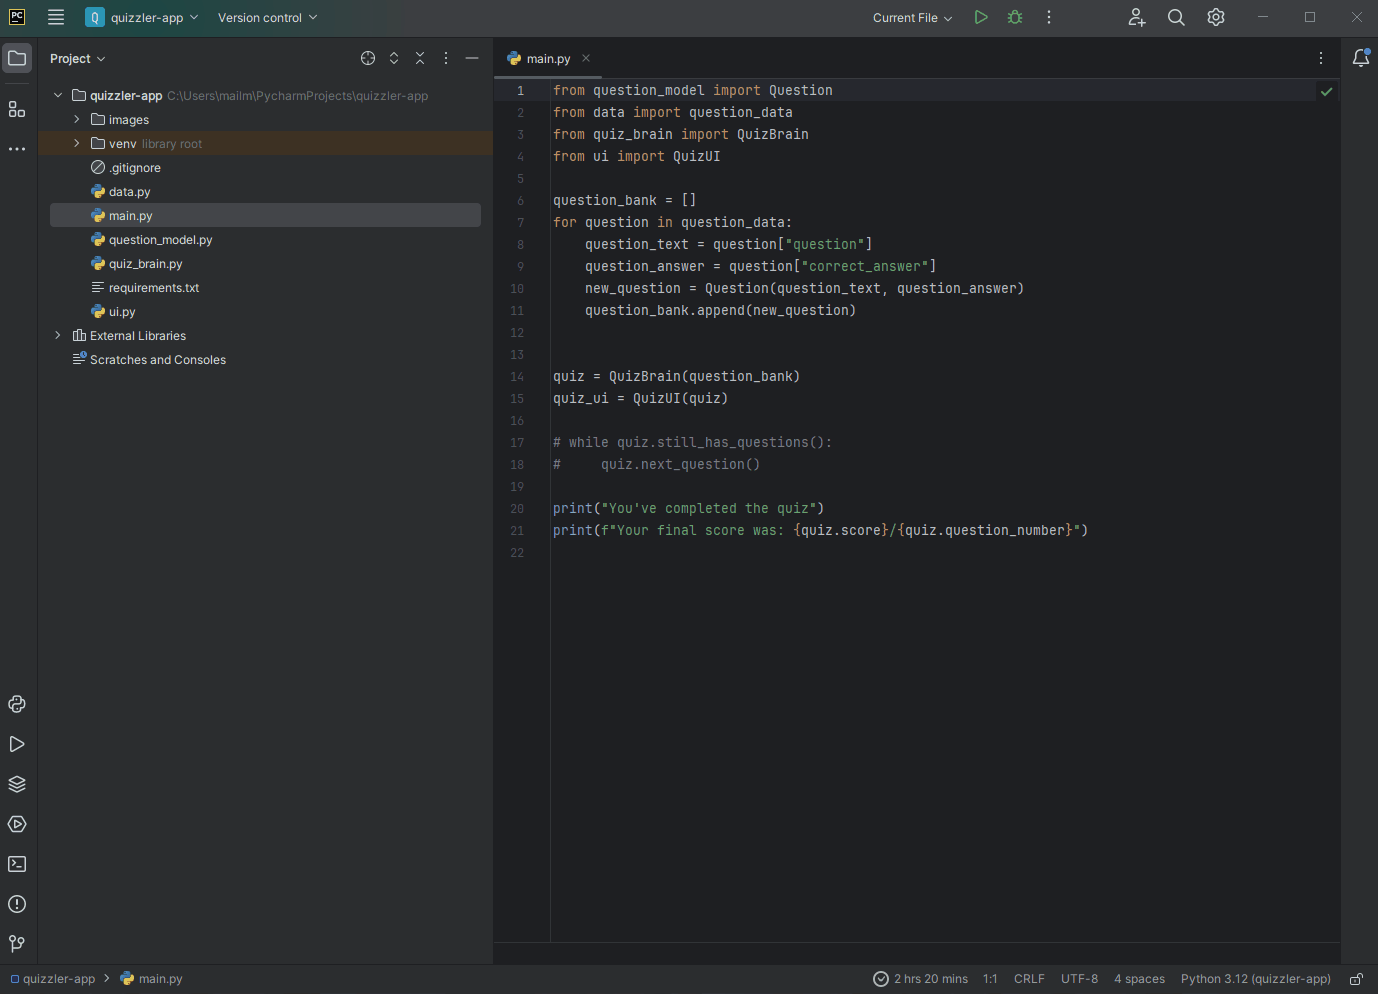 PC
Q quizzler-app Version control Current File
Project
main.py
quizzler-app C:\Users\mailm\PycharmProjects\quizzler-app
images
venv library root
.gitignore
data.py
main.py
question_model.py
quiz_brain.py
requirements.txt
ui.py
External Libraries
Scratches and Consoles
1 from question_model import Question
2 from data import question_data
3 from quiz_brain import QuizBrain
4 from ui import QuizUI
5
6 question_bank = []
7 for question in question_data:
8     question_text = question["question"]
9     question_answer = question["correct_answer"]
10     new_question = Question(question_text, question_answer)
11     question_bank.append(new_question)
12
13
14 quiz = QuizBrain(question_bank)
15 quiz_ui = QuizUI(quiz)
16
17 # while quiz.still_has_questions():
18 #     quiz.next_question()
19
20 print("You've completed the quiz")
21 print(f"Your final score was: {quiz.score}/{quiz.question_number}")
22
quizzler-app main.py 2 hrs 20 mins 1:1 CRLF UTF-8 4 spaces Python 3.12 (quizzler-app)